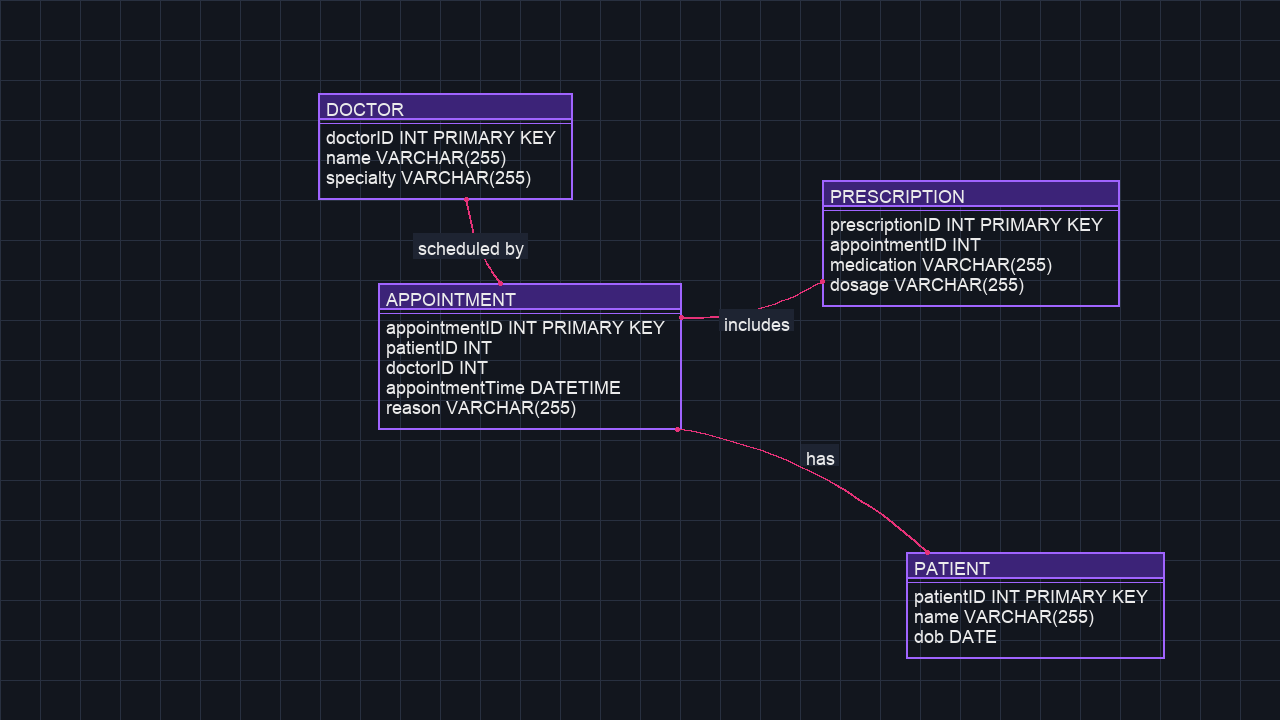 DOCTOR
doctorID INT PRIMARY KEY
name VARCHAR(255)
specialty VARCHAR(255)
scheduled by
APPOINTMENT
appointmentID INT PRIMARY KEY
patientID INT
doctorID INT
appointmentTime DATETIME
reason VARCHAR(255)
includes
PRESCRIPTION
prescriptionID INT PRIMARY KEY
appointmentID INT
medication VARCHAR(255)
dosage VARCHAR(255)
has
PATIENT
patientID INT PRIMARY KEY
name VARCHAR(255)
dob DATE